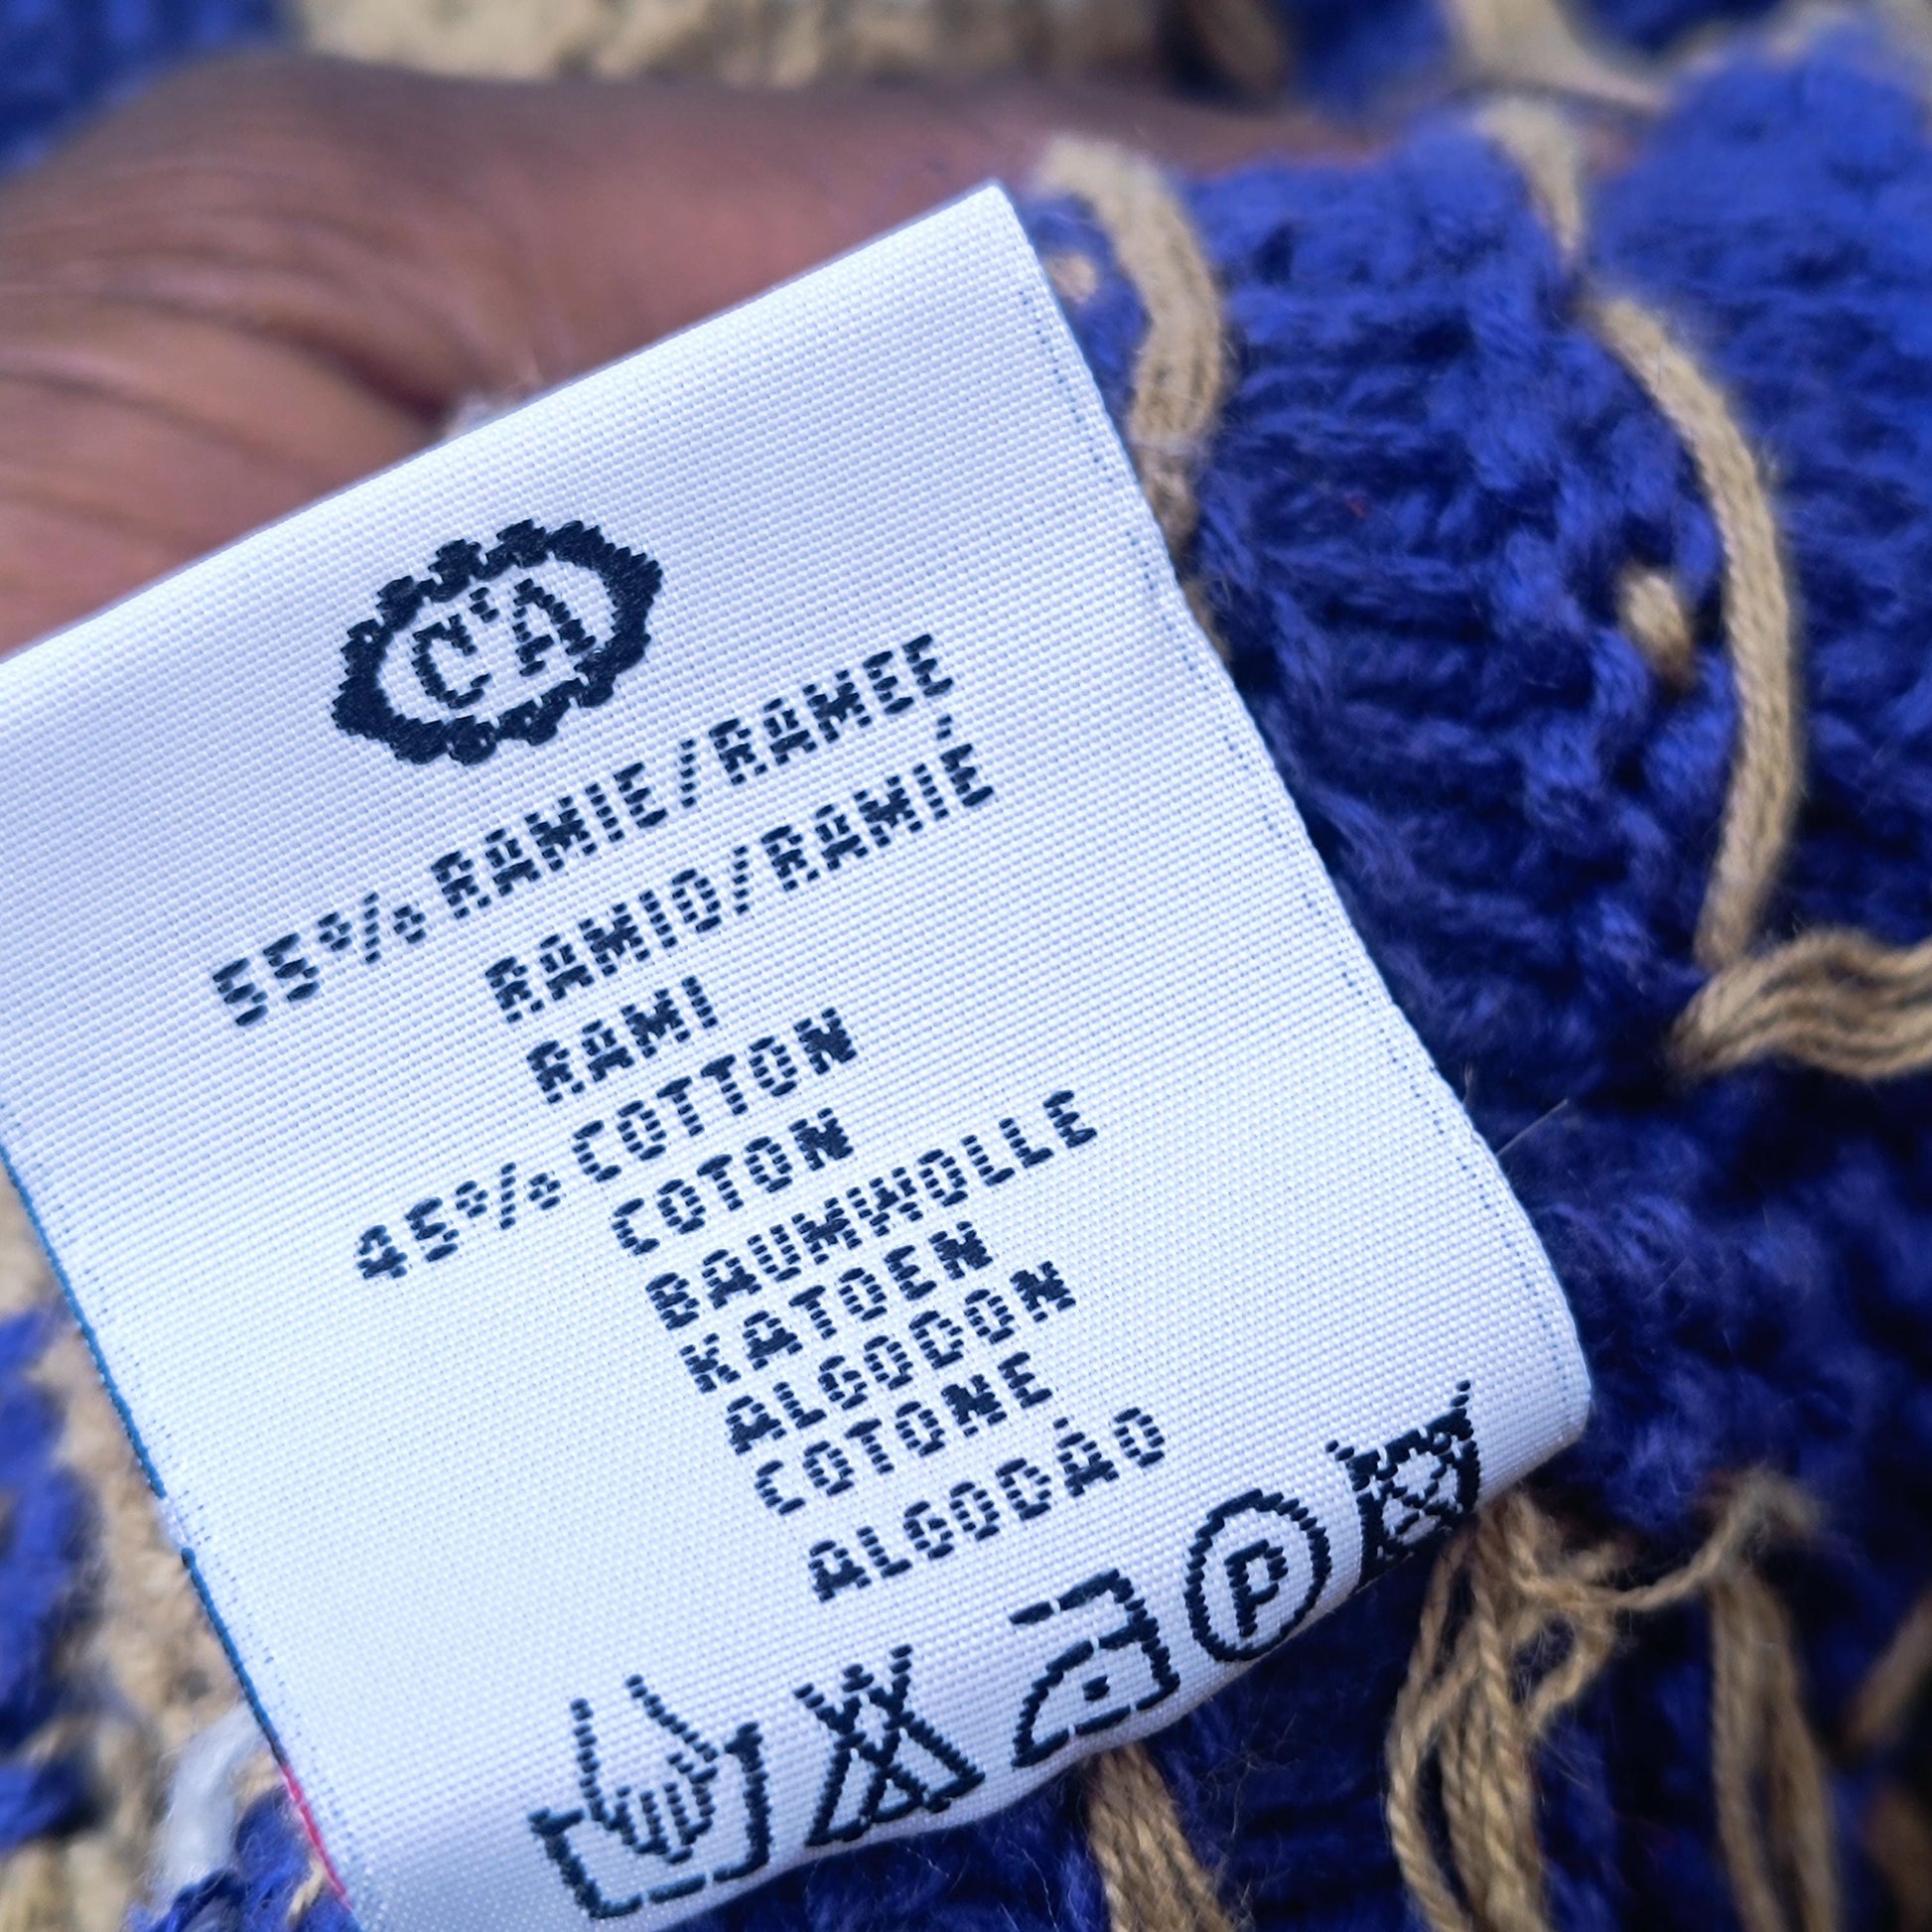 C'A
55% RAMIE/RAMEE
RAMIO/RAMIÉ
RAMI
45% COTTON
COTON
BAUMWOLLE
KATOEN
ALGODON
COTONE
ALGODÃO
P